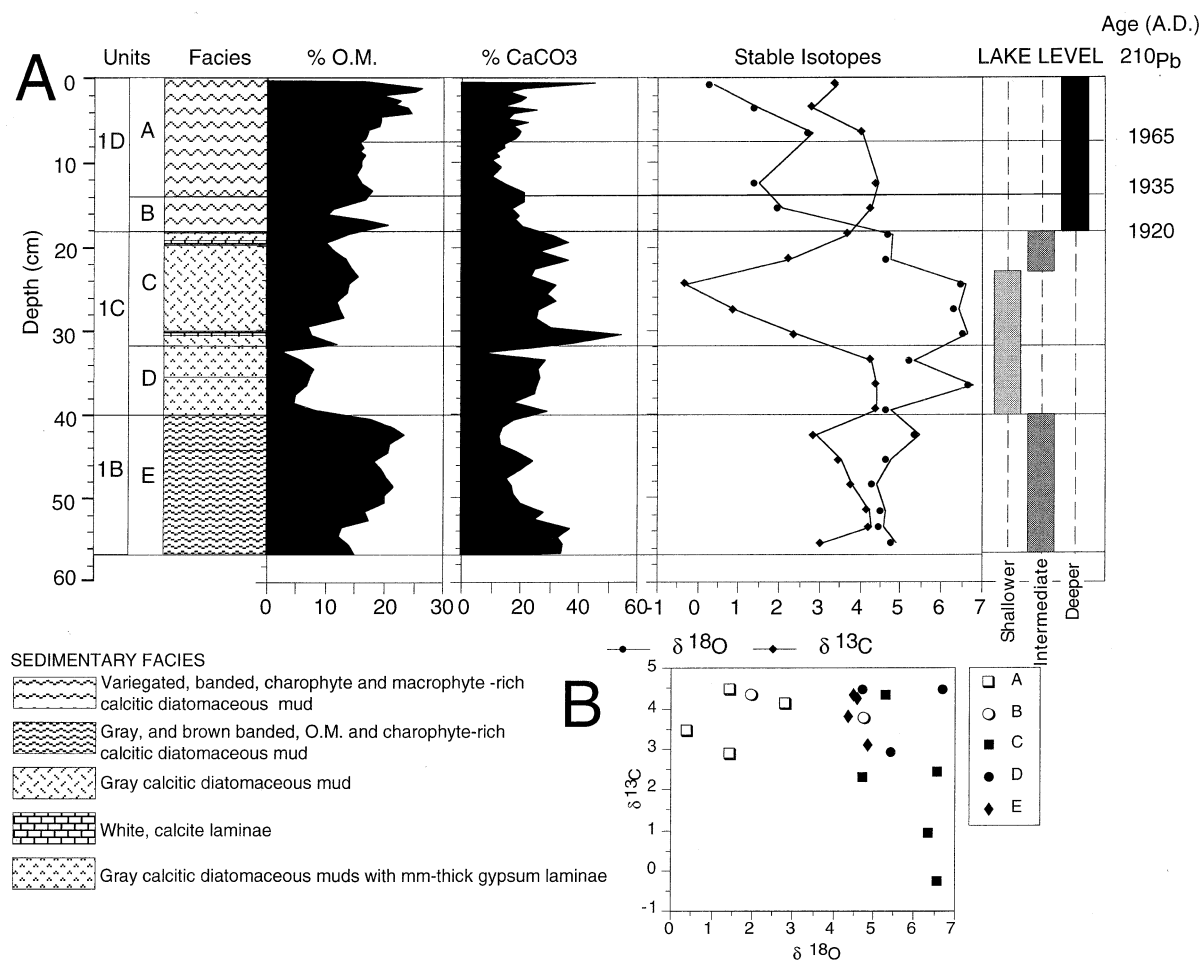 Age (A.D.)
A
Units Facies % O.M. % CaCO3 Stable Isotopes LAKE LEVEL 210Pb
0
1D A 1965
10
1935
B
1920
20
C
1C
30
D
40
1B E
50
60
Depth (cm)
0 10 20 30 0 20 40 60 -1 0 1 2 3 4 5 6 7
Shallower
Intermediate
Deeper
δ 18O δ 13C
SEDIMENTARY FACIES
Variegated, banded, charophyte and macrophyte -rich
calcitic diatomaceous mud
Gray, and brown banded, O.M. and charophyte-rich
calcitic diatomaceous mud
Gray calcitic diatomaceous mud
White, calcite laminae
Gray calcitic diatomaceous muds with mm-thick gypsum laminae
B
5
4
3
2
1
0
-1
δ 13C
0 1 2 3 4 5 6 7
δ 18O
A
B
C
D
E